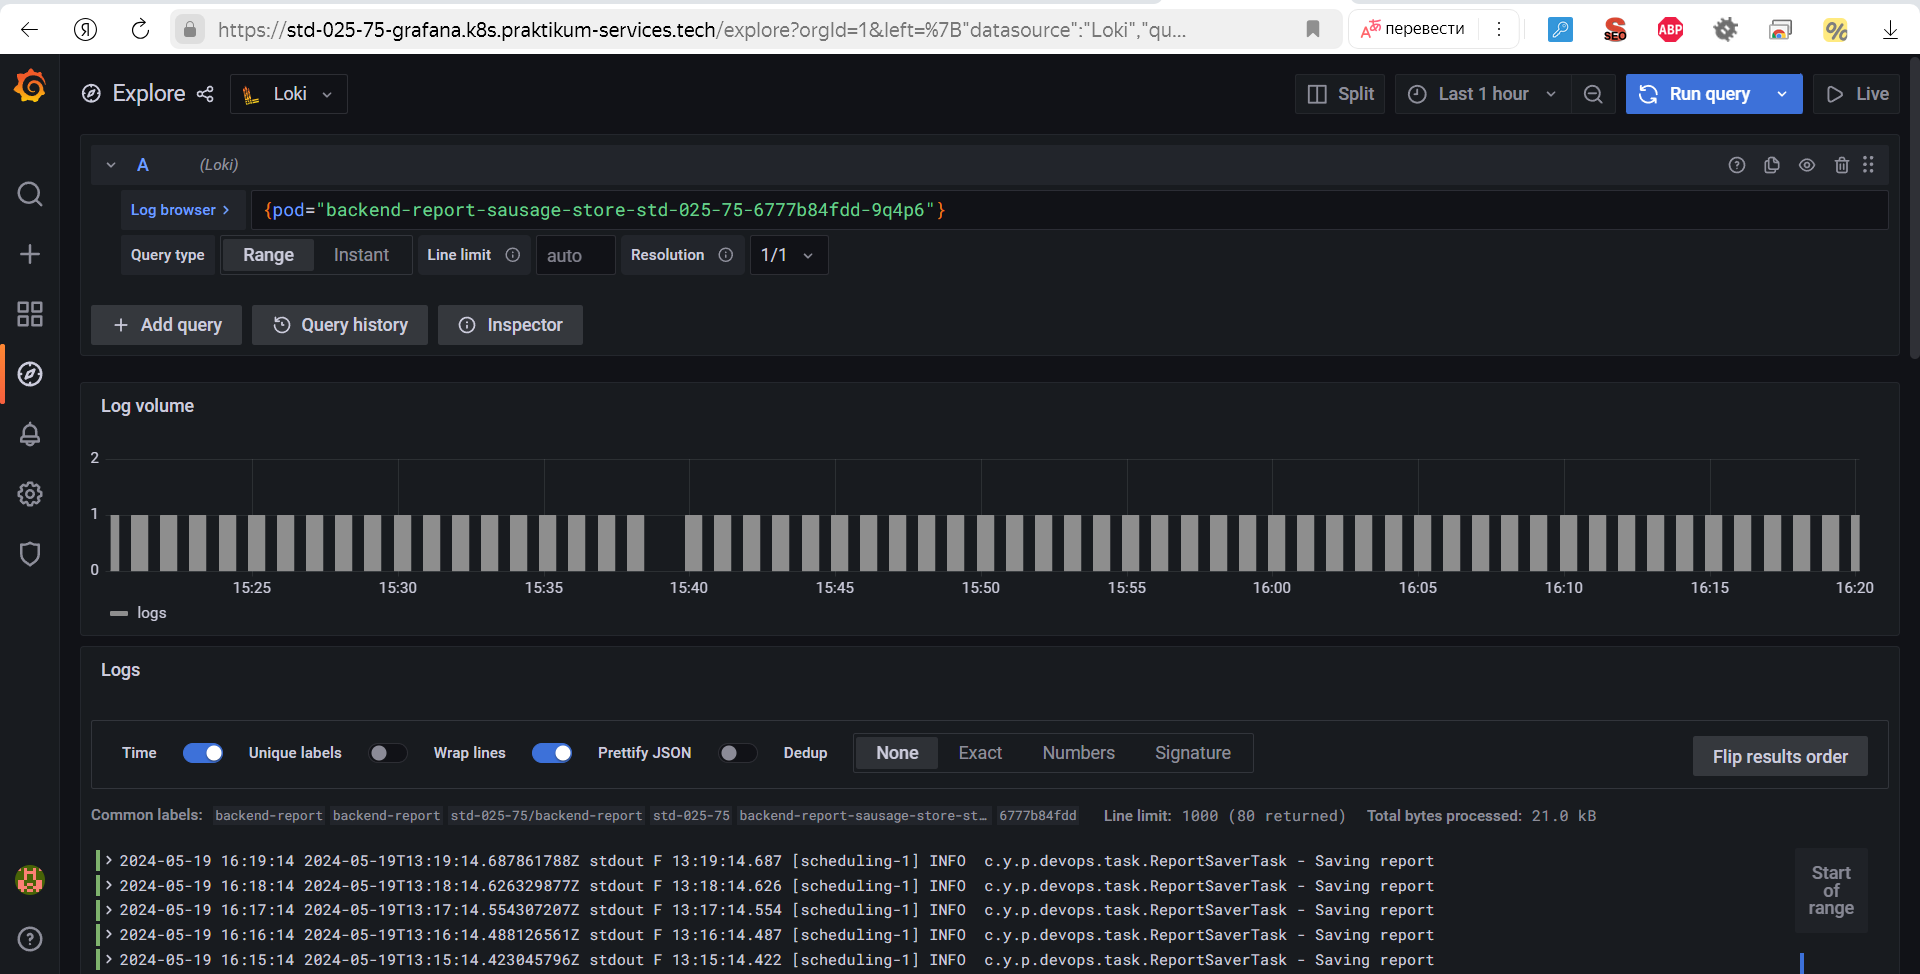 https://std-025-75-grafana.k8s.praktikum-services.tech/explore?orgId=1&left=%7B"datasource":"Loki","qu...
перевести
SEO
ABP
%
Explore
Loki
Split
Last 1 hour
Run query
Live
A
(Loki)
Log browser >
{pod="backend-report-sausage-store-std-025-75-6777b84fdd-9q4p6"}
Query type
Range
Instant
Line limit
auto
Resolution
1/1
+ Add query
Query history
Inspector
Log volume
2
1
0
15:25 15:30 15:35 15:40 15:45 15:50 15:55 16:00 16:05 16:10 16:15 16:20
logs
Logs
Time
Unique labels
Wrap lines
Prettify JSON
Dedup
None
Exact
Numbers
Signature
Flip results order
Common labels: backend-report backend-report std-025-75/backend-report std-025-75 backend-report-sausage-store-st… 6777b84fdd Line limit: 1000 (80 returned) Total bytes processed: 21.0 kB
> 2024-05-19 16:19:14 2024-05-19T13:19:14.687861788Z stdout F 13:19:14.687 [scheduling-1] INFO c.y.p.devops.task.ReportSaverTask - Saving report
> 2024-05-19 16:18:14 2024-05-19T13:18:14.626329877Z stdout F 13:18:14.626 [scheduling-1] INFO c.y.p.devops.task.ReportSaverTask - Saving report
> 2024-05-19 16:17:14 2024-05-19T13:17:14.554307207Z stdout F 13:17:14.554 [scheduling-1] INFO c.y.p.devops.task.ReportSaverTask - Saving report
> 2024-05-19 16:16:14 2024-05-19T13:16:14.488126561Z stdout F 13:16:14.487 [scheduling-1] INFO c.y.p.devops.task.ReportSaverTask - Saving report
> 2024-05-19 16:15:14 2024-05-19T13:15:14.423045796Z stdout F 13:15:14.422 [scheduling-1] INFO c.y.p.devops.task.ReportSaverTask - Saving report
Start
of
range